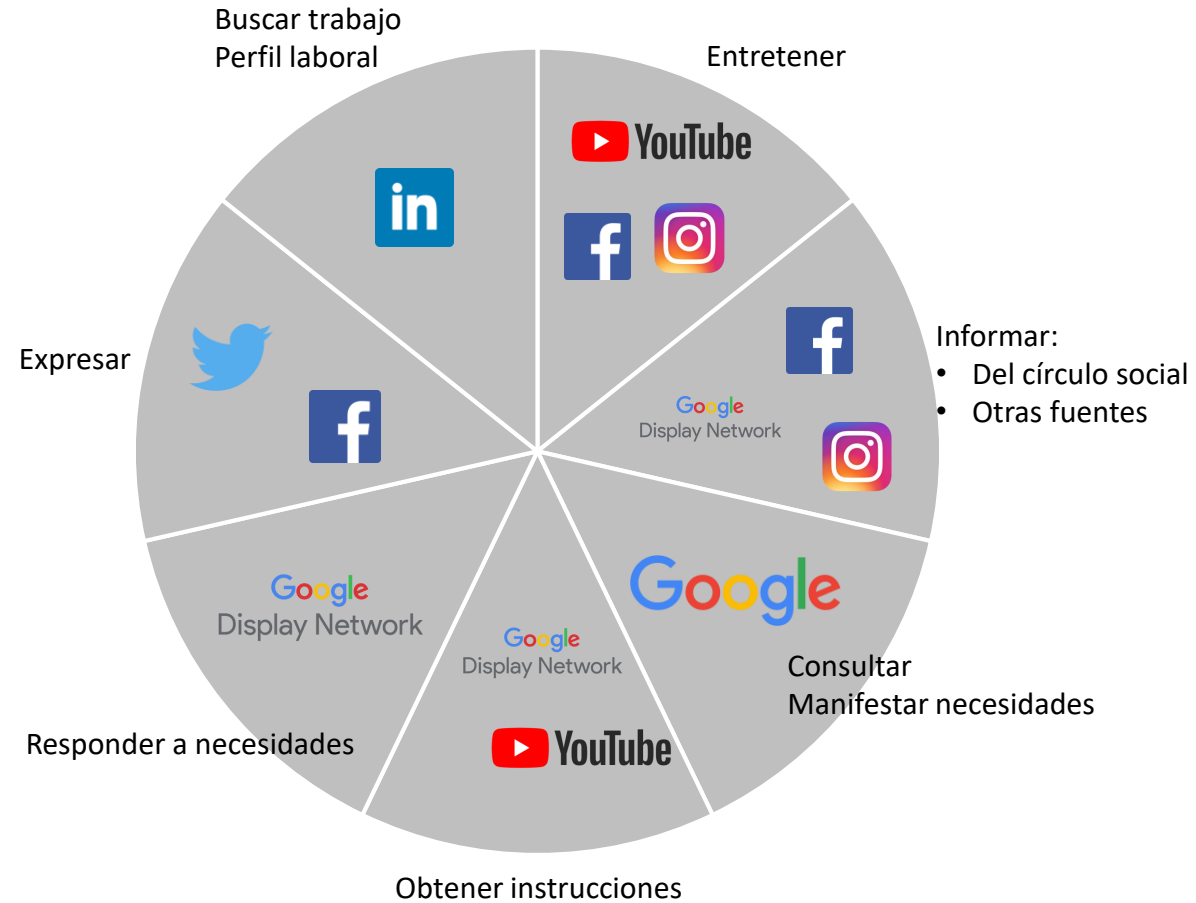 Buscar trabajo
Perfil laboral
Entretener
YouTube
in
f
f
Informar:
• Del círculo social
• Otras fuentes
Google
Display Network
Expresar
f
Google
Consultar
Manifestar necesidades
Google
Display Network
Google
Display Network
YouTube
Responder a necesidades
Obtener instrucciones